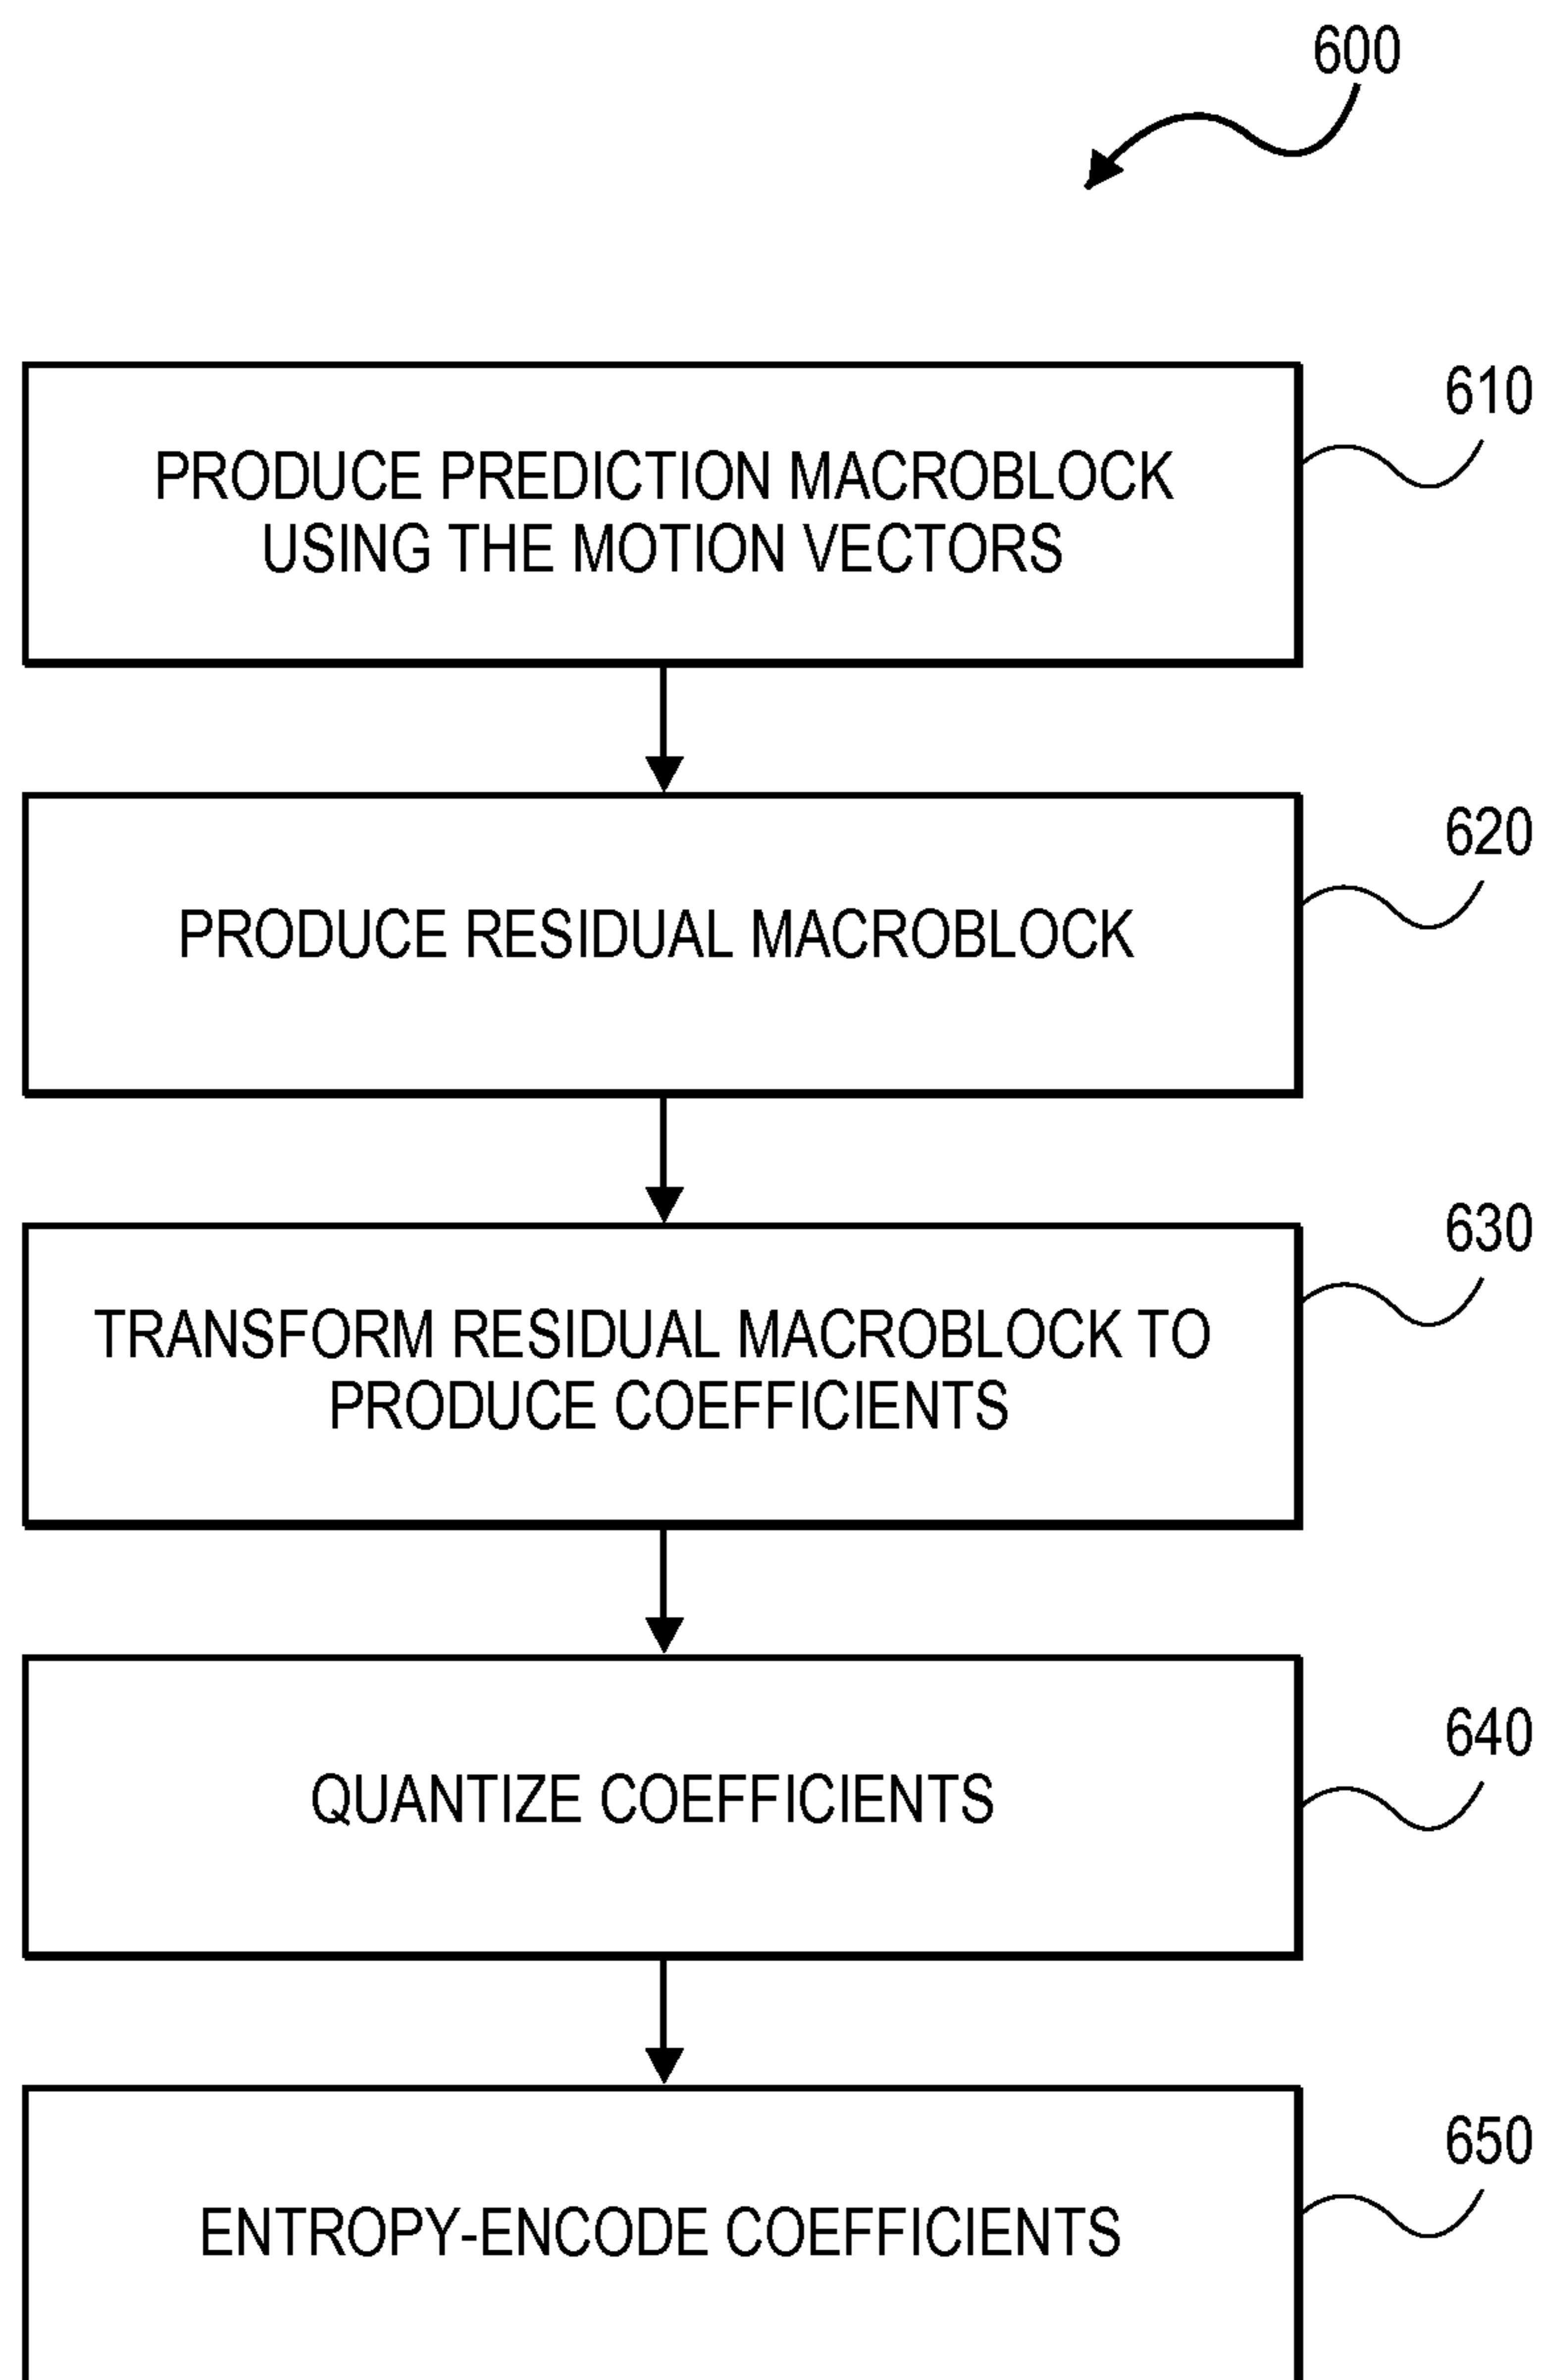 600
PRODUCE PREDICTION MACROBLOCK
USING THE MOTION VECTORS
610
PRODUCE RESIDUAL MACROBLOCK
620
TRANSFORM RESIDUAL MACROBLOCK TO
PRODUCE COEFFICIENTS
630
QUANTIZE COEFFICIENTS
640
ENTROPY-ENCODE COEFFICIENTS
650